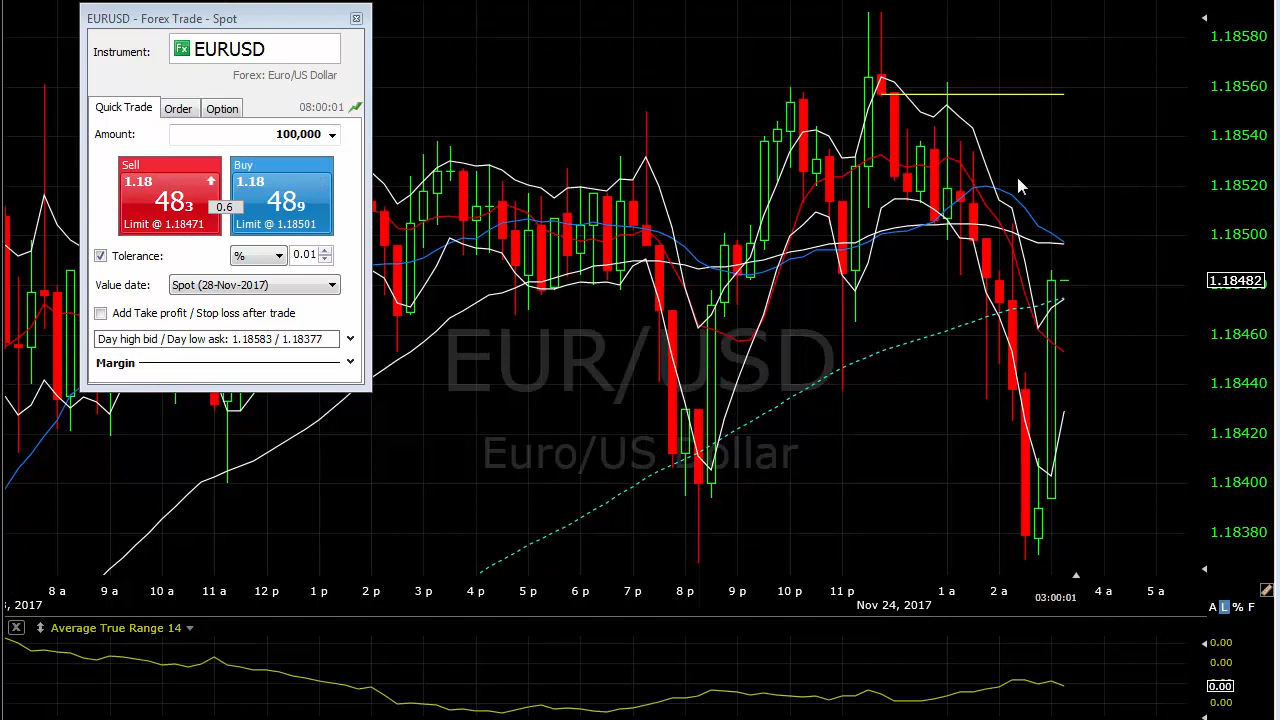 EURUSD - Forex Trade - Spot
Instrument:
Fx EURUSD
Forex: Euro/US Dollar
Quick Trade Order Option 08:00:01
Amount: 100,000
Sell Buy
1.18 1.18
483 0.6 489
Limit @ 1.18471 Limit @ 1.18501
Tolerance: % 0.01
Value date: Spot (28-Nov-2017)
Add Take profit / Stop loss after trade
Day high bid / Day low ask: 1.18583 / 1.18377
Margin
EUR/USD
Euro/US Dollar
1.18580
1.18560
1.18540
1.18520
1.18500
1.18482
1.18460
1.18440
1.18420
1.18400
1.18380
8 a 9 a 10 a 11 a 12 p 1 p 2 p 3 p 4 p 5 p 6 p 7 p 8 p 9 p 10 p 11 p 1 a 2 a 03:00:01 4 a 5 a
3, 2017 Nov 24, 2017
A L % F
Average True Range 14
0.00
0.00
0.00
0.00